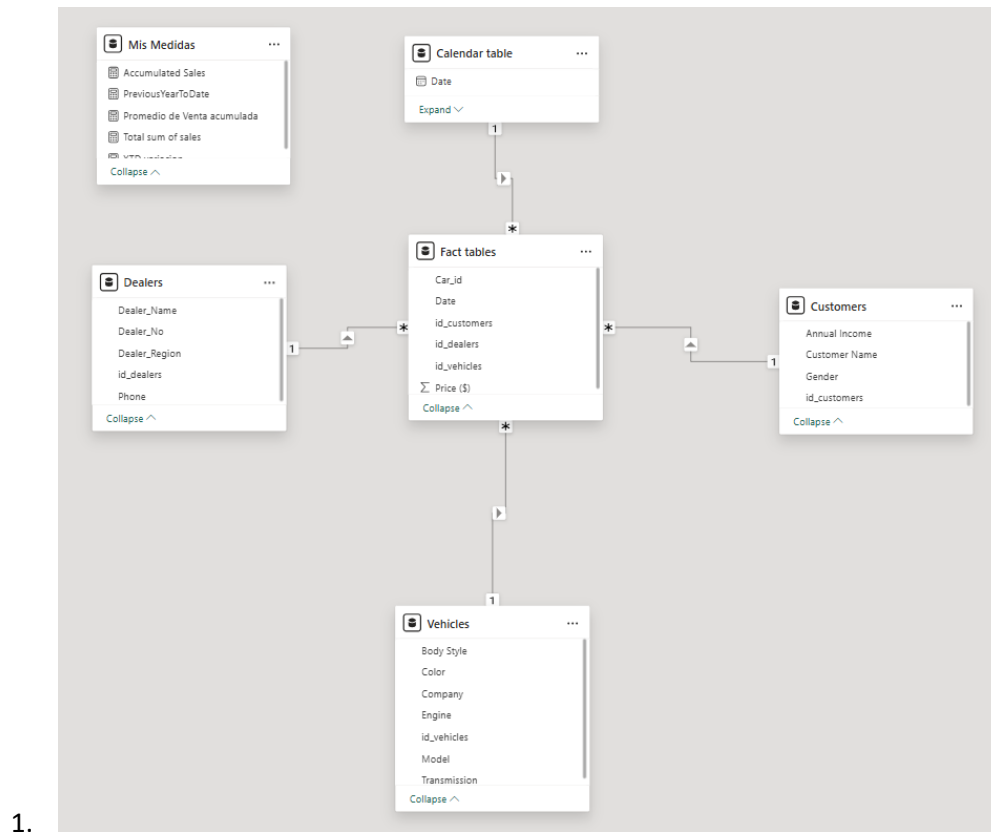 Mis Medidas
Accumulated Sales
PreviousYearToDate
Promedio de Venta acumulada
Total sum of sales
Collapse
Calendar table
Date
Expand
1
*
Fact tables
Car_id
Date
id_customers
id_dealers
id_vehicles
Σ Price ($)
Collapse
Dealers
Dealer_Name
Dealer_No
Dealer_Region
id_dealers
Phone
Collapse
1
*
Customers
Annual Income
Customer Name
Gender
id_customers
Collapse
*
1
*
1
Vehicles
Body Style
Color
Company
Engine
id_vehicles
Model
Transmission
Collapse
1.